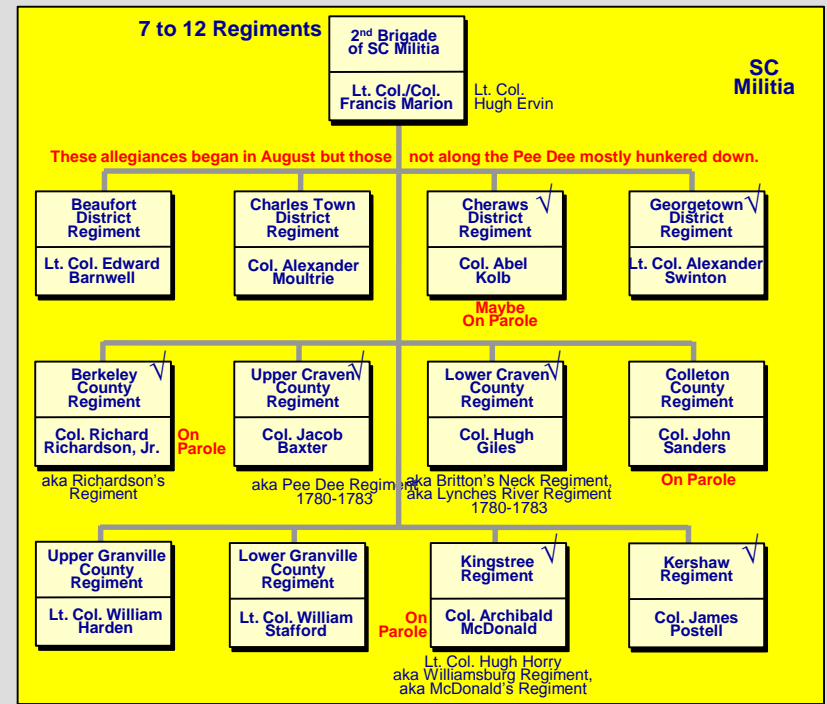 7 to 12 Regiments
2nd Brigade
of SC Militia
Lt. Col./Col.
Francis Marion
Lt. Col.
Hugh Ervin
SC
Militia
These allegiances began in August but those not along the Pee Dee mostly hunkered down.
Beaufort
District
Regiment
Lt. Col. Edward
Barnwell
Charles Town
District
Regiment
Col. Alexander
Moultrie
Cheraws √
District
Regiment
Col. Abel
Kolb
Maybe
On Parole
Georgetown √
District
Regiment
Lt. Col. Alexander
Swinton
Berkeley √
County
Regiment
Col. Richard
Richardson, Jr.
On
Parole
aka Richardson's
Regiment
Upper Craven √
County
Regiment
Col. Jacob
Baxter
aka Pee Dee Regiment
1780-1783
Lower Craven √
County
Regiment
Col. Hugh
Giles
aka Britton's Neck Regiment,
aka Lynches River Regiment
1780-1783
Colleton
County
Regiment
Col. John
Sanders
On Parole
Upper Granville
County
Regiment
Lt. Col. William
Harden
Lower Granville
County
Regiment
Lt. Col. William
Stafford
Kingstree √
Regiment
On
Parole
Col. Archibald
McDonald
Lt. Col. Hugh Horry
aka Williamsburg Regiment,
aka McDonald's Regiment
Kershaw √
Regiment
Col. James
Postell